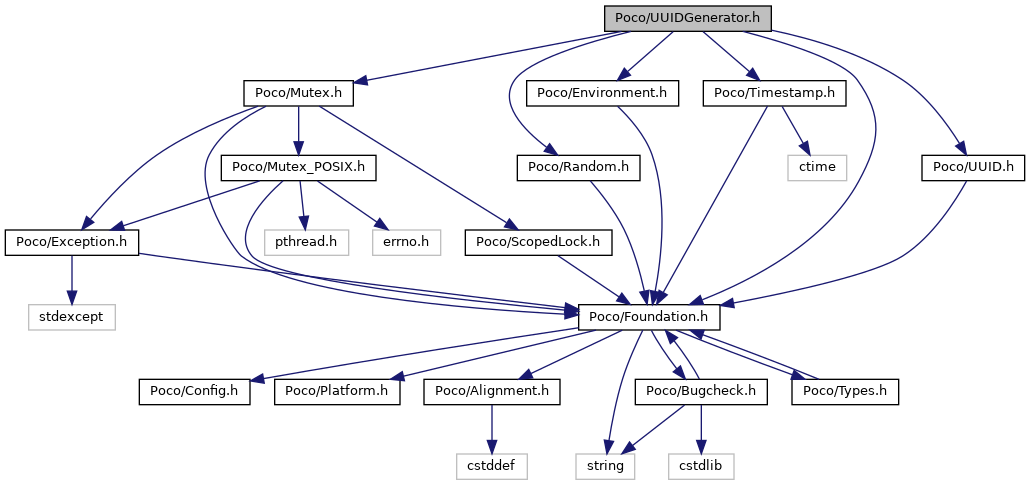 Poco/UUIDGenerator.h
Poco/Mutex.h
Poco/Environment.h
Poco/Timestamp.h
Poco/Mutex_POSIX.h
Poco/Random.h
ctime
Poco/UUID.h
Poco/Exception.h
pthread.h
errno.h
Poco/ScopedLock.h
stdexcept
Poco/Foundation.h
Poco/Config.h
Poco/Platform.h
Poco/Alignment.h
Poco/Bugcheck.h
Poco/Types.h
cstddef
string
cstdlib